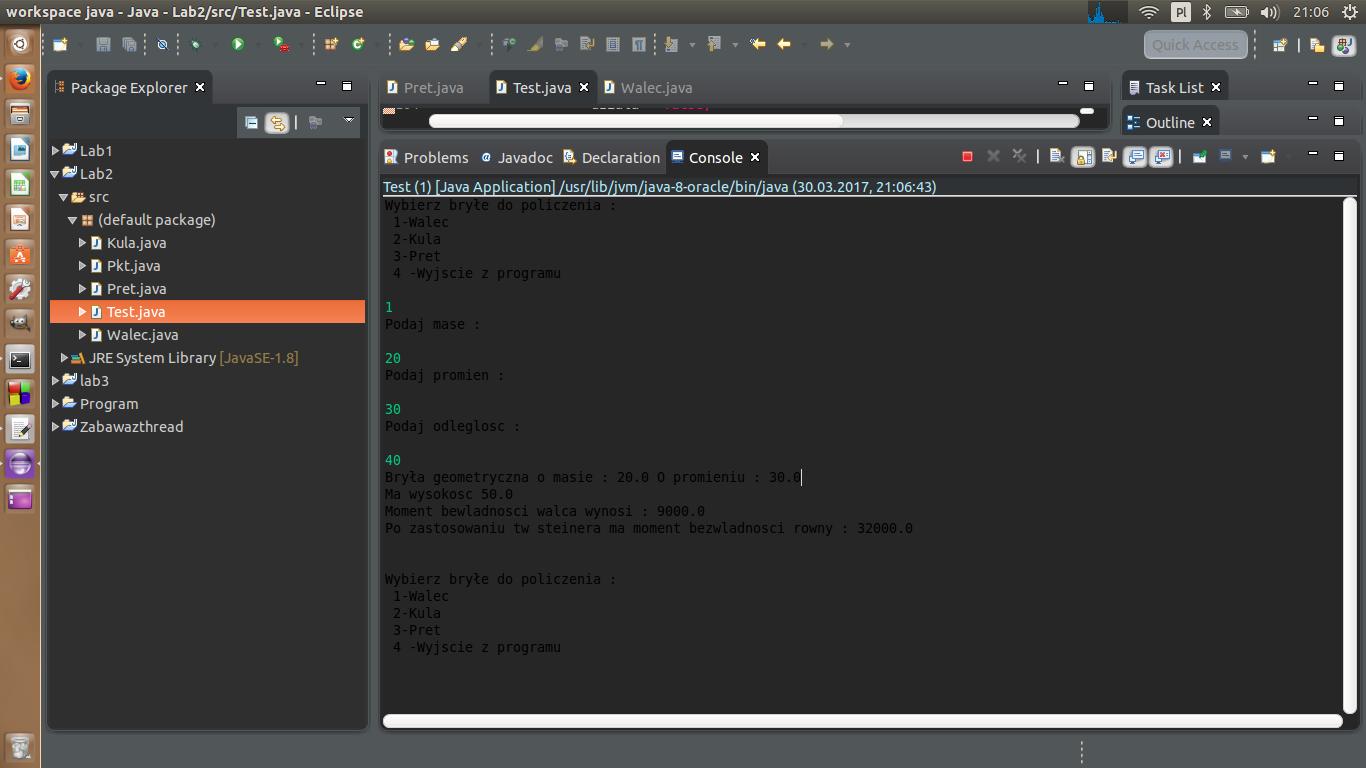 workspace java - Java - Lab2/src/Test.java - Eclipse
Pl
21:06
Quick Access
Package Explorer
Pret.java
Test.java
Walec.java
Task List
Outline
Lab1
Lab2
src
(default package)
Kula.java
Pkt.java
Pret.java
Test.java
Walec.java
JRE System Library [JavaSE-1.8]
lab3
Program
Zabawazthread
Problems
@ Javadoc
Declaration
Console
Test (1) [Java Application] /usr/lib/jvm/java-8-oracle/bin/java (30.03.2017, 21:06:43)
Wybierz bryłe do policzenia :
1-Walec
2-Kula
3-Pret
4 -Wyjscie z programu
1
Podaj mase :
20
Podaj promien :
30
Podaj odleglosc :
40
Bryła geometryczna o masie : 20.0 O promieniu : 30.0
Ma wysokosc 50.0
Moment bewladnosci walca wynosi : 9000.0
Po zastosowaniu tw steinera ma moment bezwladnosci rowny : 32000.0
Wybierz bryłe do policzenia :
1-Walec
2-Kula
3-Pret
4 -Wyjscie z programu